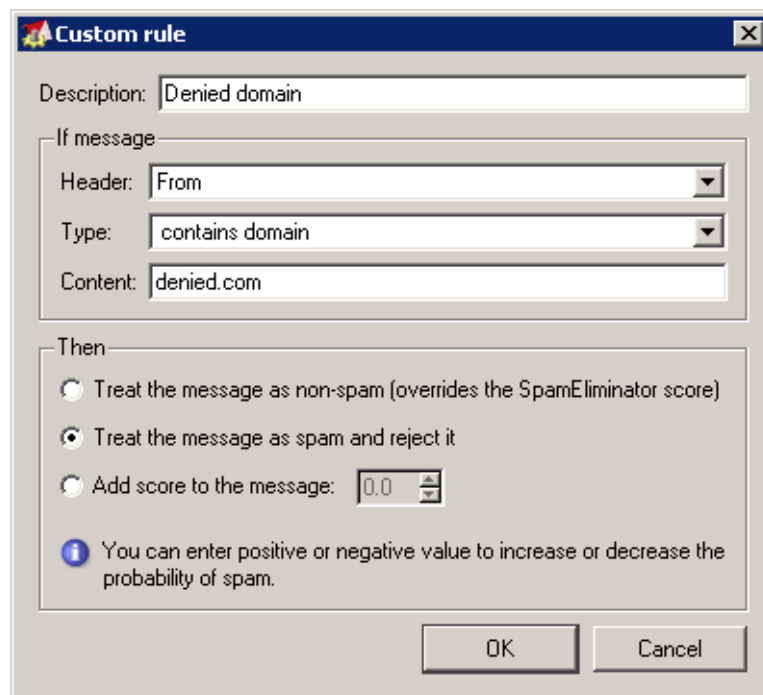 Custom rule
Description: Denied domain
If message
Header: From
Type: contains domain
Content: denied.com
Then
Treat the message as non-spam (overrides the SpamEliminator score)
Treat the message as spam and reject it
Add score to the message: 0.0
You can enter positive or negative value to increase or decrease the
probability of spam.
OK Cancel